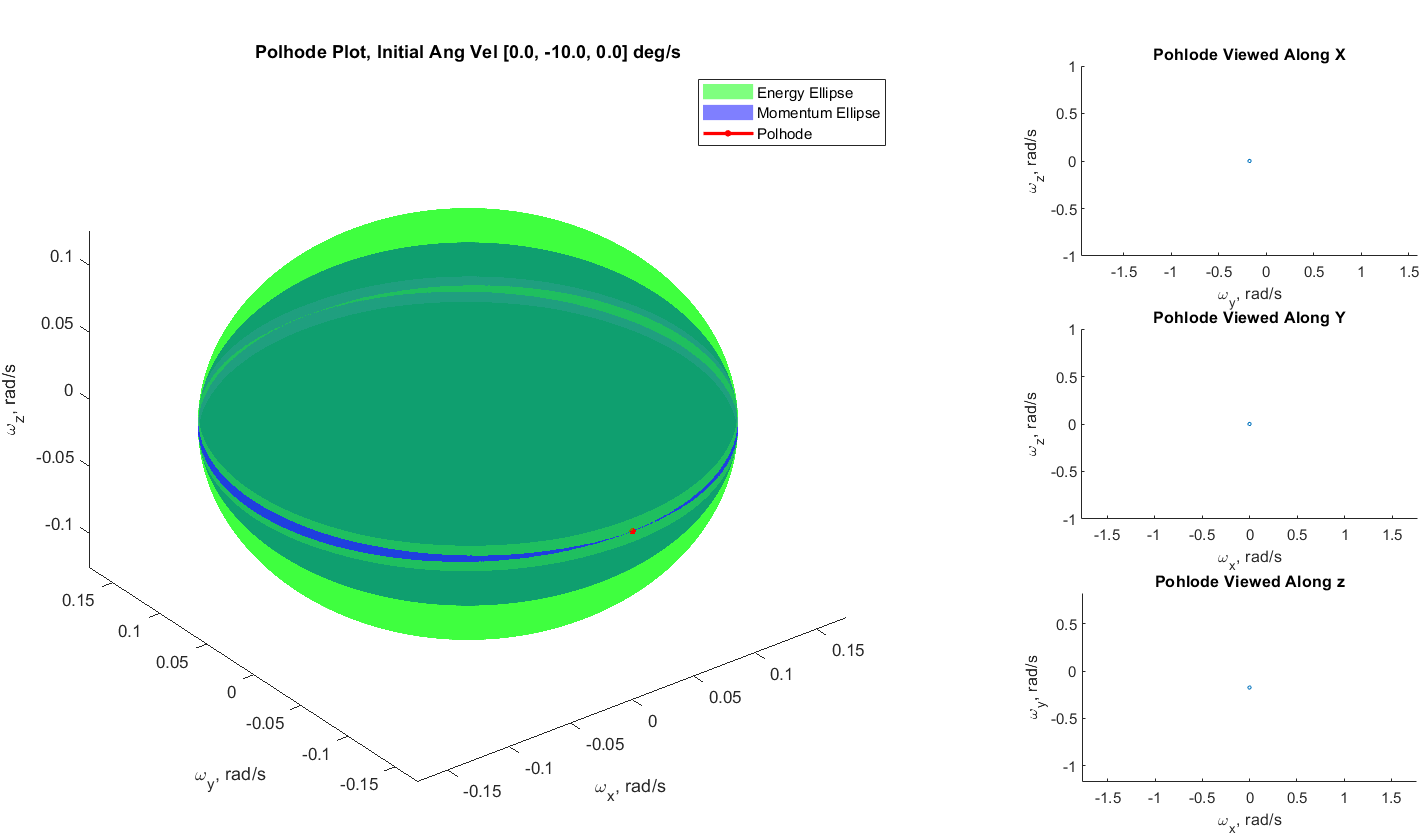 Polhode Plot, Initial Ang Vel [0.0, -10.0, 0.0] deg/s
Energy Ellipse
Momentum Ellipse
Polhode
0.1
0.05
0
-0.05
-0.1
ω_z, rad/s
0.15
0.1
0.05
0
-0.05
-0.1
-0.15
ω_y, rad/s
-0.15
-0.1
-0.05
0
0.05
0.1
0.15
ω_x, rad/s
Pohlode Viewed Along X
1
0.5
0
-0.5
-1
ω_z, rad/s
-1.5 -1 -0.5 0 0.5 1 1.5
ω_y, rad/s
Pohlode Viewed Along Y
1
0.5
0
-0.5
-1
ω_z, rad/s
-1.5 -1 -0.5 0 0.5 1 1.5
ω_x, rad/s
Pohlode Viewed Along z
0.5
0
-0.5
-1
ω_y, rad/s
-1.5 -1 -0.5 0 0.5 1 1.5
ω_x, rad/s